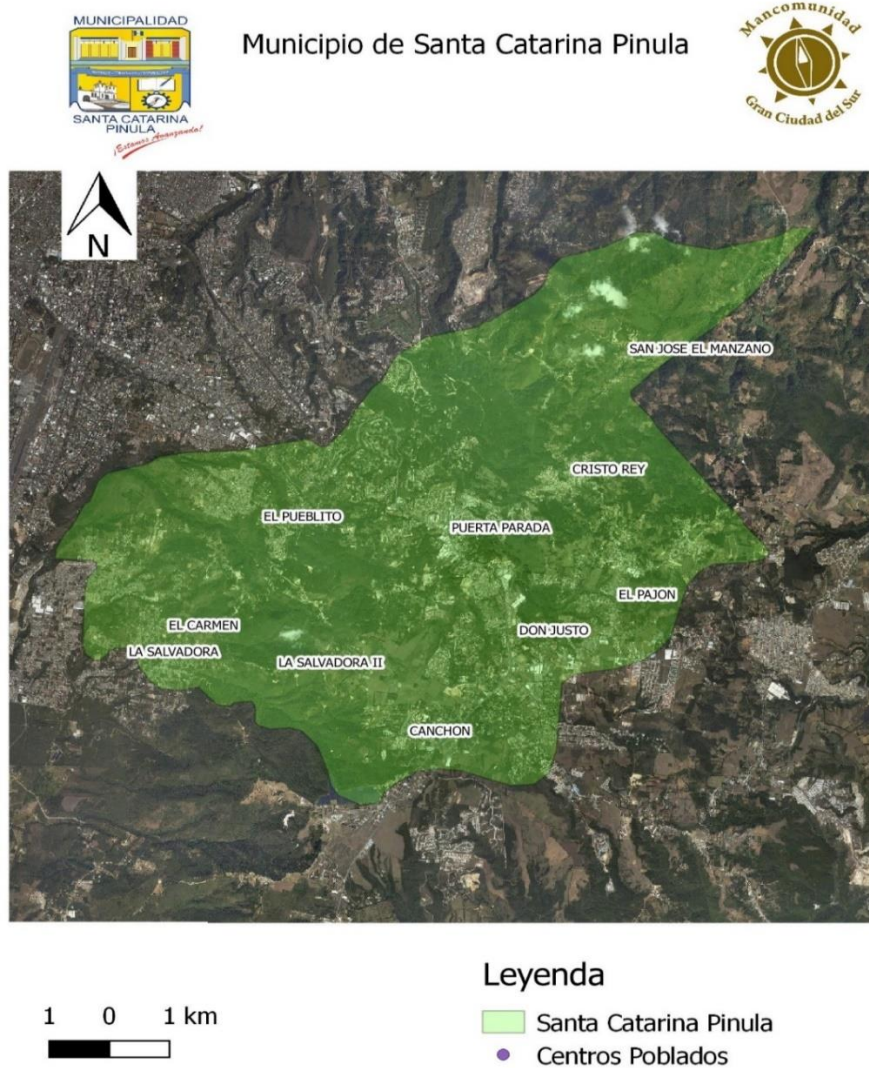 MUNICIPALIDAD
SANTA CATARINA
PINULA
¡Estamos Avanzando!
Municipio de Santa Catarina Pinula
Mancomunidad
Gran Ciudad del Sur
N
SAN JOSE EL MANZANO
CRISTO REY
EL PUEBLITO
PUERTA PARADA
EL PAJON
EL CARMEN
DON JUSTO
LA SALVADORA
LA SALVADORA II
CANCHON
Leyenda
1 0 1 km
Santa Catarina Pinula
Centros Poblados